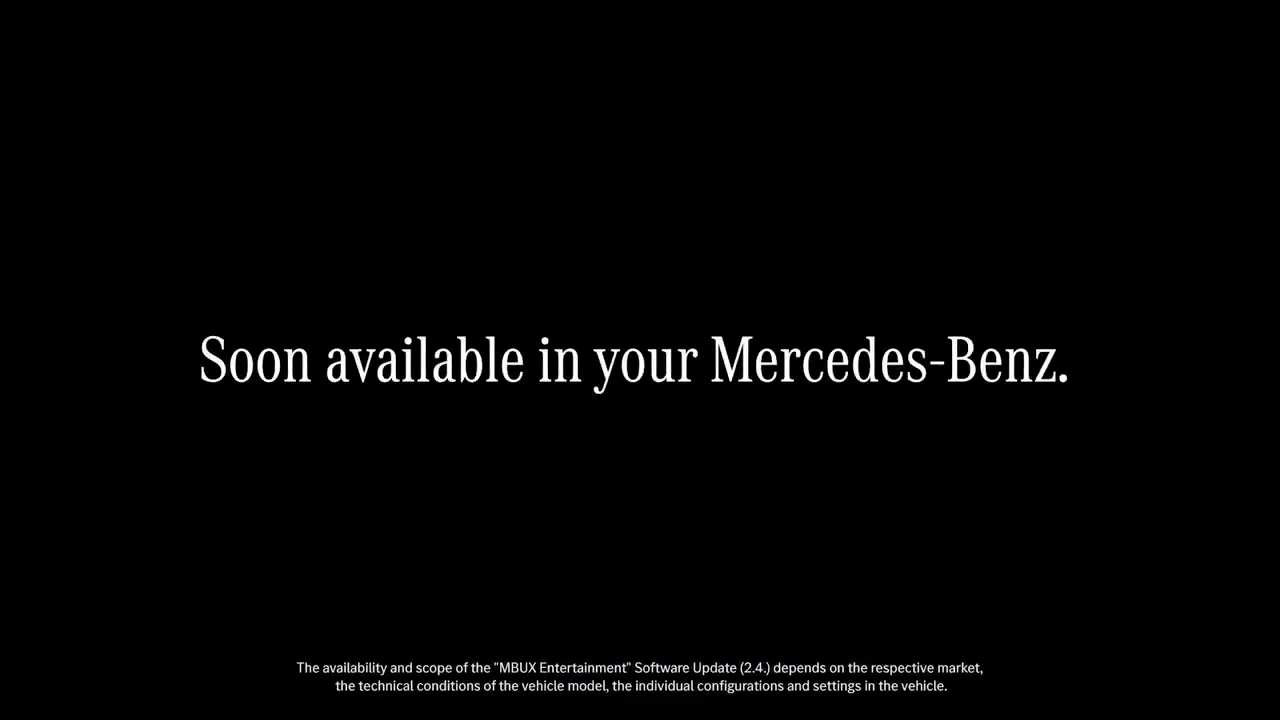 Soon available in your Mercedes-Benz.
The availability and scope of the "MBUX Entertainment" Software Update (2.4.) depends on the respective market,
the technical conditions of the vehicle model, the individual configurations and settings in the vehicle.